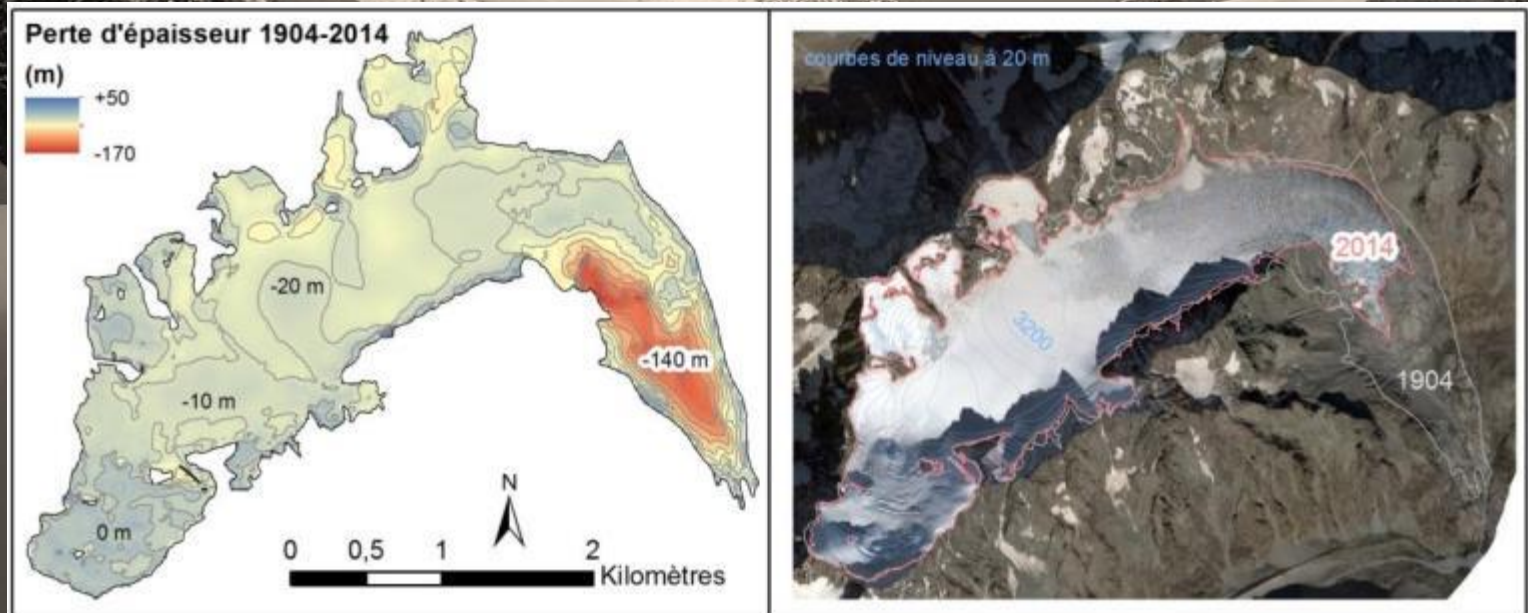 Perte d'épaisseur 1904-2014
(m)
+50
-170
-20 m
-10 m
0 m
-140 m
N
0 0,5 1 2
Kilomètres
courbes de niveau à 20 m
2014
3200
1904